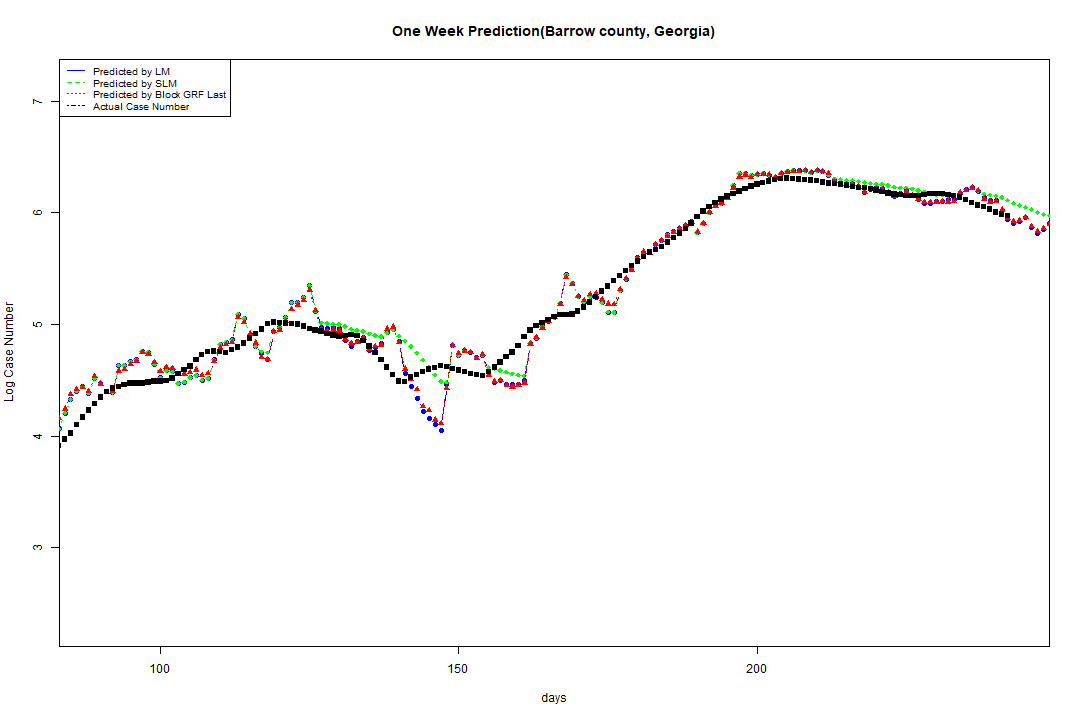 One Week Prediction(Barrow county, Georgia)
Predicted by LM
Predicted by SLM
Predicted by Block GRF Last
Actual Case Number
7
6
5
4
3
Log Case Number
100
150
200
days